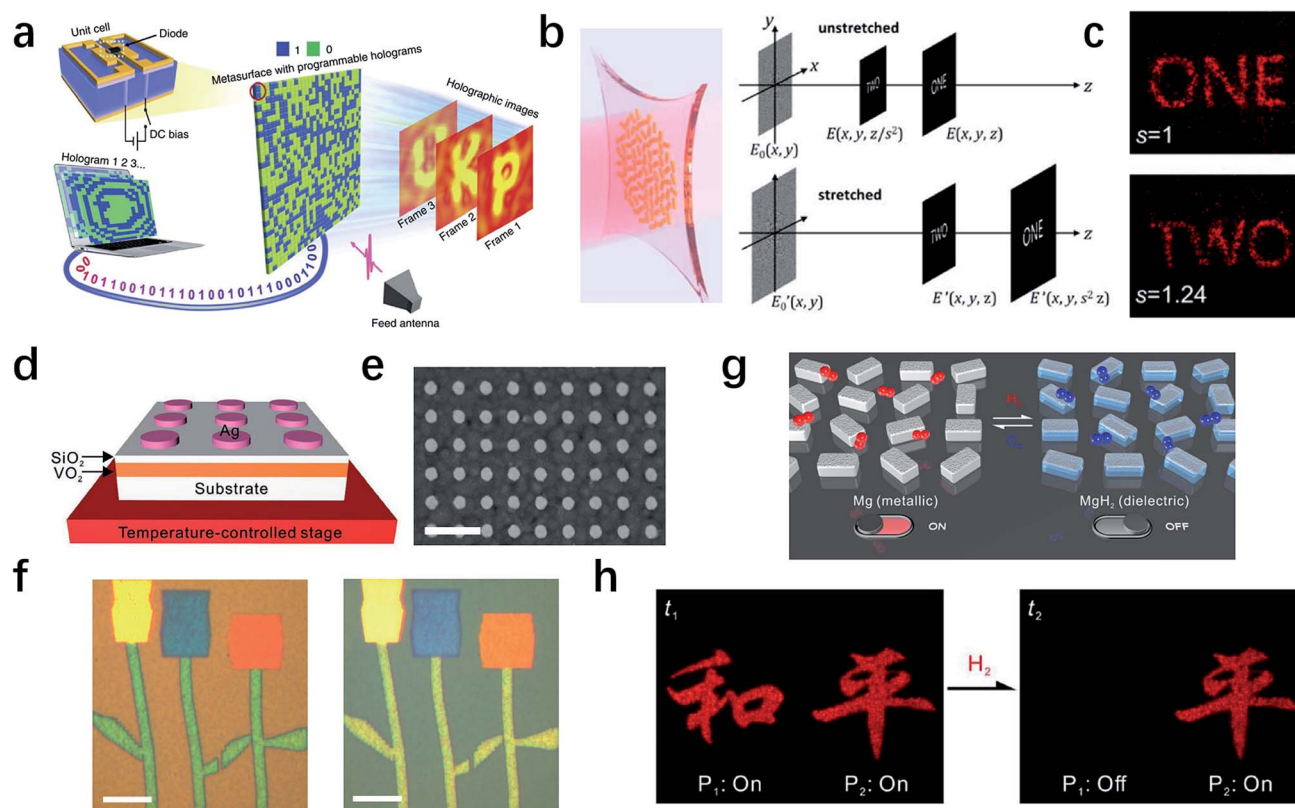 a
Unit cell
Diode
1 0
Metasurface with programmable holograms
DC bias
Holographic images
Hologram 1 2 3...
Frame 3
Frame 2
Frame 1
U
K
P
Feed antenna
b
y
unstretched
x
TWO
ONE
z
E(x, y, z/s²)
E(x, y, z)
E₀(x, y)
stretched
TWO
ONE
z
E₀'(x, y)
E'(x, y, z)
E'(x, y, s² z)
c
ONE
s=1
TWO
s=1.24
d
Ag
SiO₂
VO₂
Substrate
Temperature-controlled stage
e
f
g
H₂
O₂
Mg (metallic)
MgH₂ (dielectric)
ON
OFF
h
t₁
和 平
P₁: On
P₂: On
H₂
t₂
平
P₁: Off
P₂: On